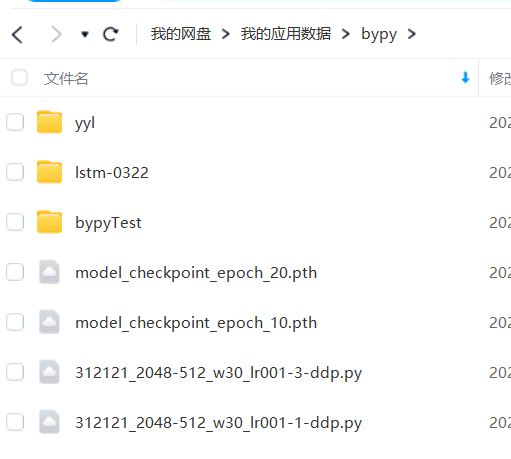 我的网盘 > 我的应用数据 > bypy >
文件名 修改
yyl 202
lstm-0322 202
bypyTest 202
model_checkpoint_epoch_20.pth 202
model_checkpoint_epoch_10.pth 202
312121_2048-512_w30_lr001-3-ddp.py 202
312121_2048-512_w30_lr001-1-ddp.py 202